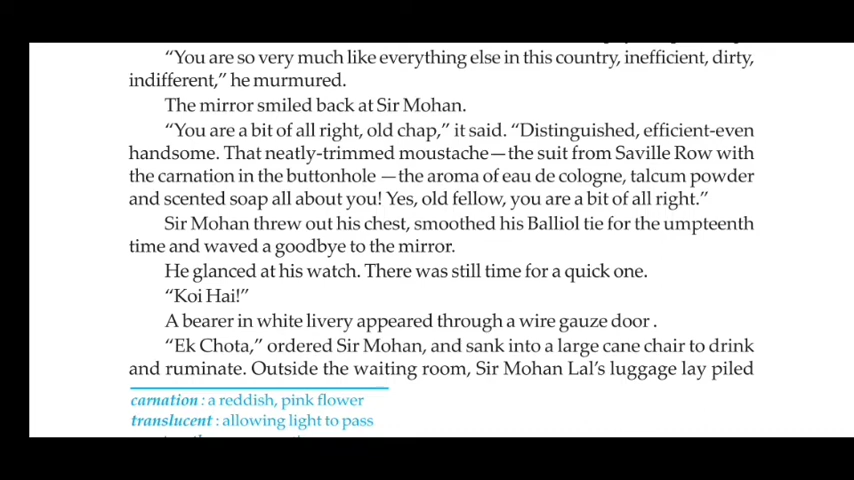 "You are so very much like everything else in this country, inefficient, dirty,
indifferent," he murmured.
The mirror smiled back at Sir Mohan.
"You are a bit of all right, old chap," it said. "Distinguished, efficient-even
handsome. That neatly-trimmed moustache—the suit from Saville Row with
the carnation in the buttonhole —the aroma of eau de cologne, talcum powder
and scented soap all about you! Yes, old fellow, you are a bit of all right."
Sir Mohan threw out his chest, smoothed his Balliol tie for the umpteenth
time and waved a goodbye to the mirror.
He glanced at his watch. There was still time for a quick one.
"Koi Hai!"
A bearer in white livery appeared through a wire gauze door .
"Ek Chota," ordered Sir Mohan, and sank into a large cane chair to drink
and ruminate. Outside the waiting room, Sir Mohan Lal's luggage lay piled
carnation : a reddish, pink flower
translucent : allowing light to pass